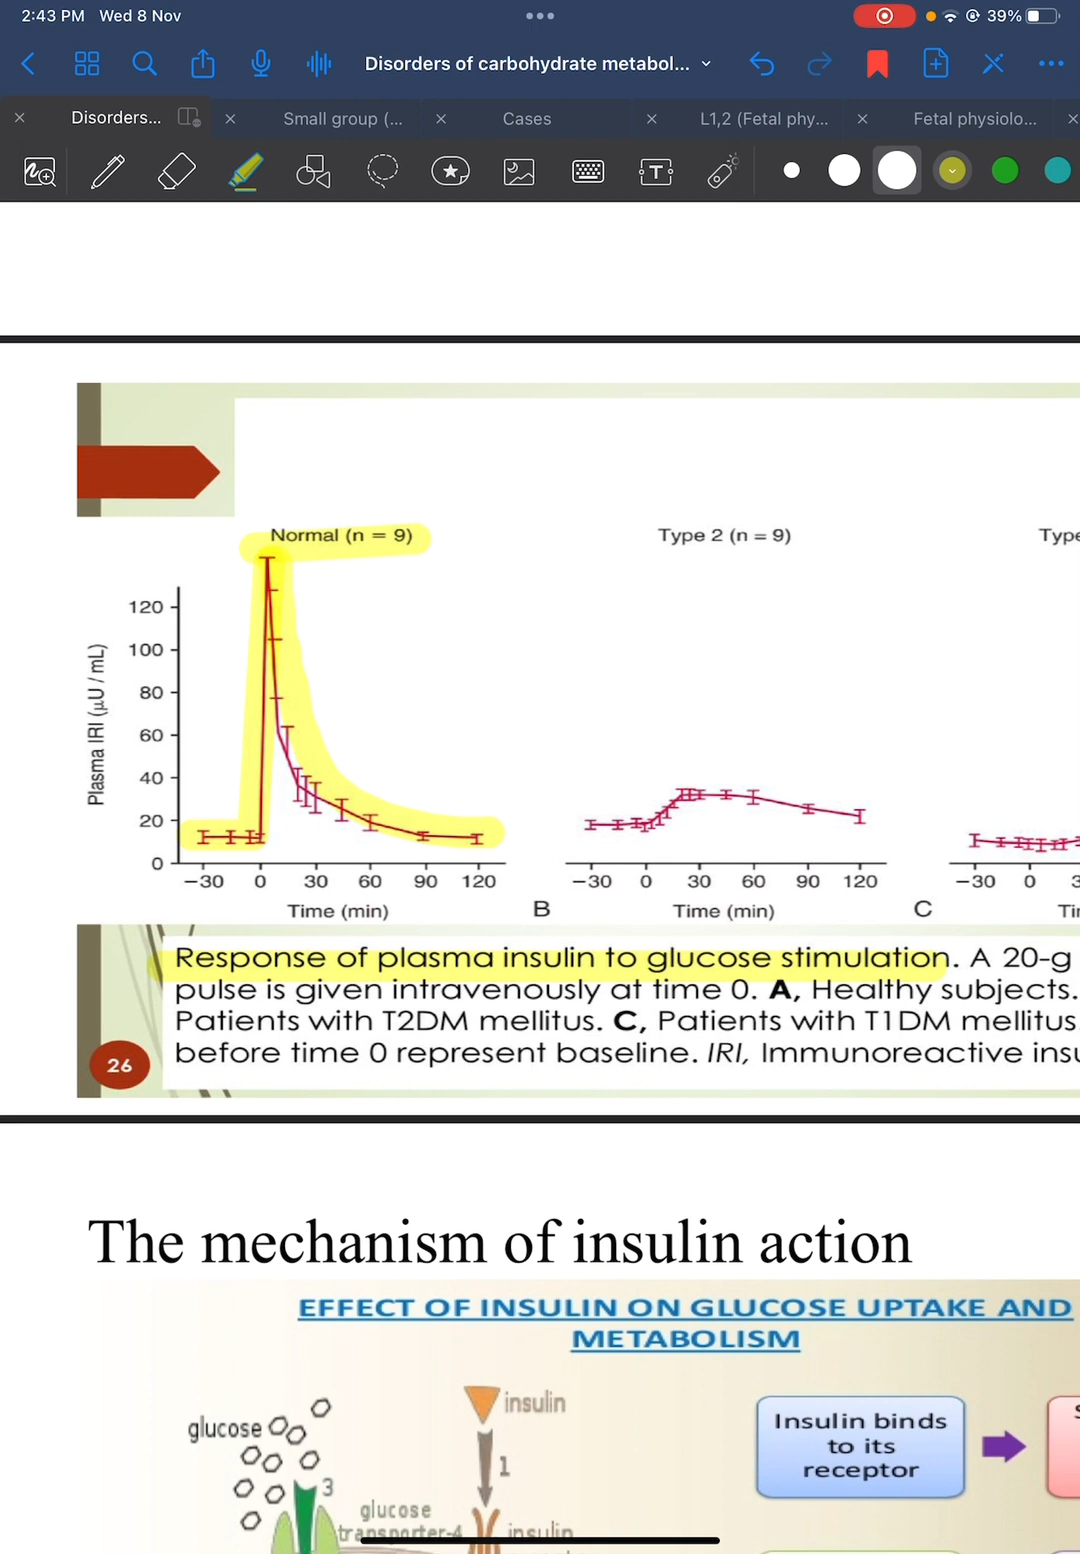 2:43 PM Wed 8 Nov
39%
Disorders of carbohydrate metabol...
Disorders...
Small group (...
Cases
L1,2 (Fetal phy...
Fetal physiolo...
Normal (n = 9)
Type 2 (n = 9)
Type
Plasma IRI (μU / mL)
120
100
80
60
40
20
0
−30 0 30 60 90 120
−30 0 30 60 90 120
−30 0
Time (min)
B
Time (min)
C
Response of plasma insulin to glucose stimulation. A 20-g
pulse is given intravenously at time 0. A, Healthy subjects.
Patients with T2DM mellitus. C, Patients with T1DM mellitus
before time 0 represent baseline. IRI, Immunoreactive
26
The mechanism of insulin action
EFFECT OF INSULIN ON GLUCOSE UPTAKE AND
METABOLISM
insulin
glucose
Insulin binds
to its
receptor
1
3
glucose
transporter-4
insulin